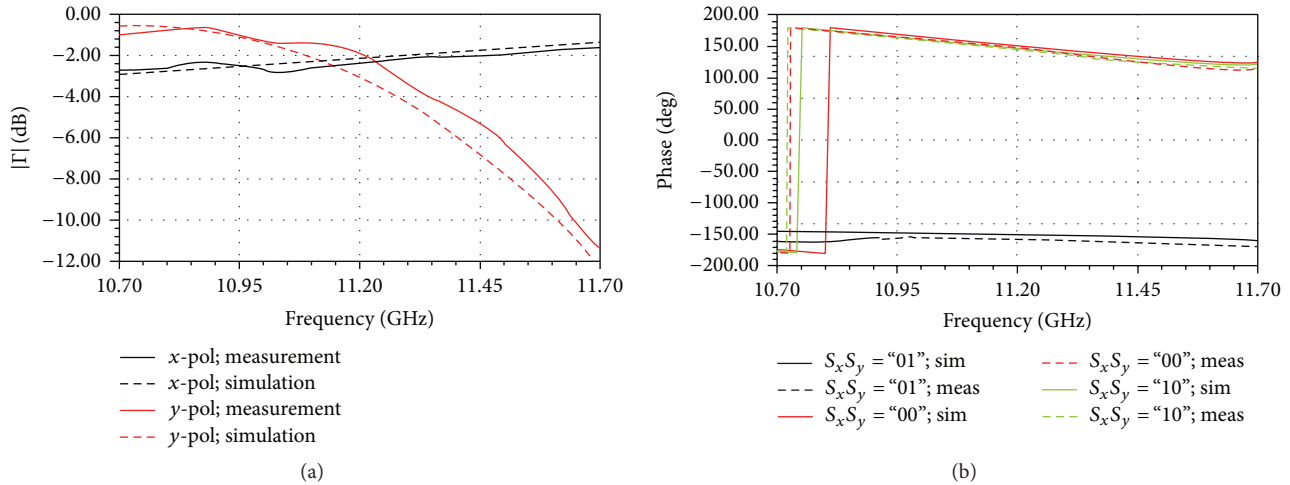 0.00
−2.00
−4.00
−6.00
−8.00
−10.00
−12.00
|Γ| (dB)
10.70 10.95 11.20 11.45 11.70
Frequency (GHz)
x-pol; measurement
x-pol; simulation
y-pol; measurement
y-pol; simulation
(a)
200.00
150.00
100.00
50.00
0.00
−50.00
−100.00
−150.00
−200.00
Phase (deg)
10.70 10.95 11.20 11.45 11.70
Frequency (GHz)
SxSy = “01”; sim
SxSy = “01”; meas
SxSy = “00”; sim
SxSy = “00”; meas
SxSy = “10”; sim
SxSy = “10”; meas
(b)